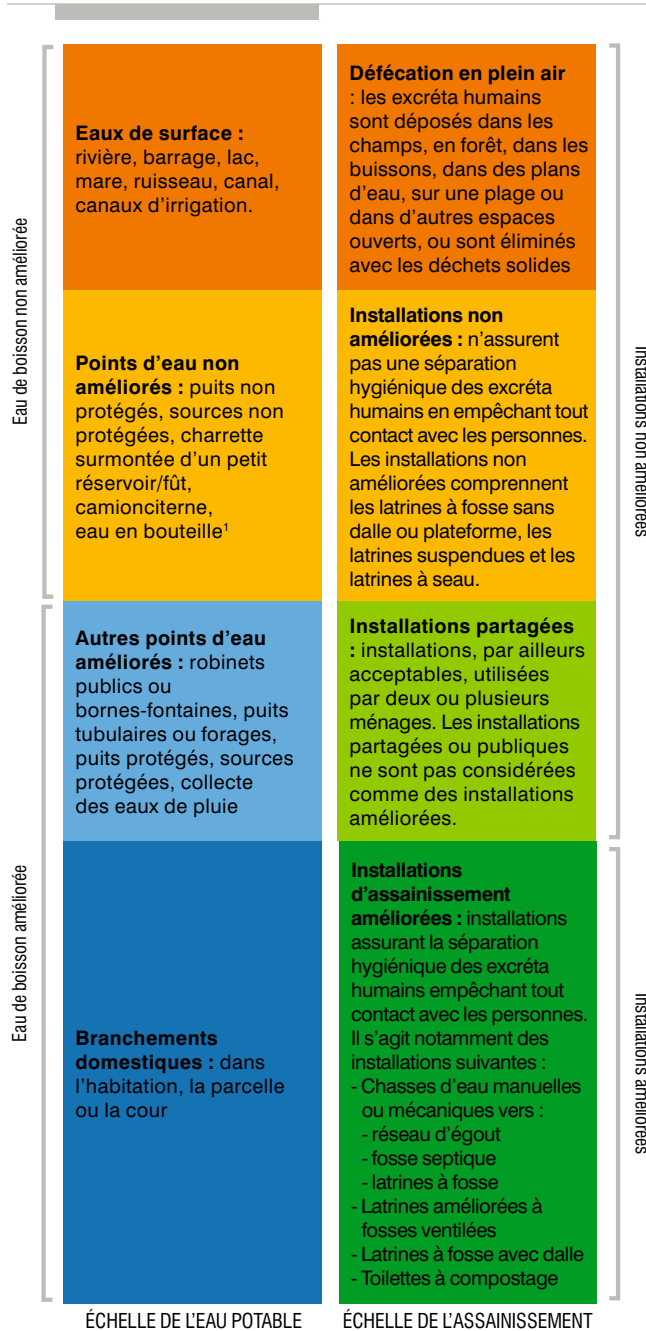 Eau de boisson non améliorée
Eaux de surface :
rivière, barrage, lac,
mare, ruisseau, canal,
canaux d’irrigation.
Points d’eau non
améliorés : puits non
protégés, sources non
protégées, charrette
surmontée d’un petit
réservoir/fût,
camionciterne,
eau en bouteille¹
Eau de boisson améliorée
Autres points d’eau
améliorés : robinets
publics ou
bornes-fontaines, puits
tubulaires ou forages,
puits protégés, sources
protégées, collecte
des eaux de pluie
Branchements
domestiques : dans
l’habitation, la parcelle
ou la cour
ÉCHELLE DE L’EAU POTABLE
Défécation en plein air
: les excréta humains
sont déposés dans les
champs, en forêt, dans les
buissons, dans des plans
d’eau, sur une plage ou
dans d’autres espaces
ouverts, ou sont éliminés
avec les déchets solides
Installations non
améliorées : n’assurent
pas une séparation
hygiénique des excréta
humains en empêchant tout
contact avec les personnes.
Les installations non
améliorées comprennent
les latrines à fosse sans
dalle ou plateforme, les
latrines suspendues et les
latrines à seau.
Installations partagées
: installations, par ailleurs
acceptables, utilisées
par deux ou plusieurs
ménages. Les installations
partagées ou publiques
ne sont pas considérées
comme des installations
améliorées.
Installations non améliorées
Installations
d’assainissement
améliorées : installations
assurant la séparation
hygiénique des excréta
humains empêchant tout
contact avec les personnes.
Il s’agit notamment des
installations suivantes :
- Chasses d’eau manuelles
ou mécaniques vers :
- réseau d’égout
- fosse septique
- latrines à fosse
- Latrines améliorées à
fosses ventilées
- Latrines à fosse avec dalle
- Toilettes à compostage
Installations améliorées
ÉCHELLE DE L’ASSAINISSEMENT